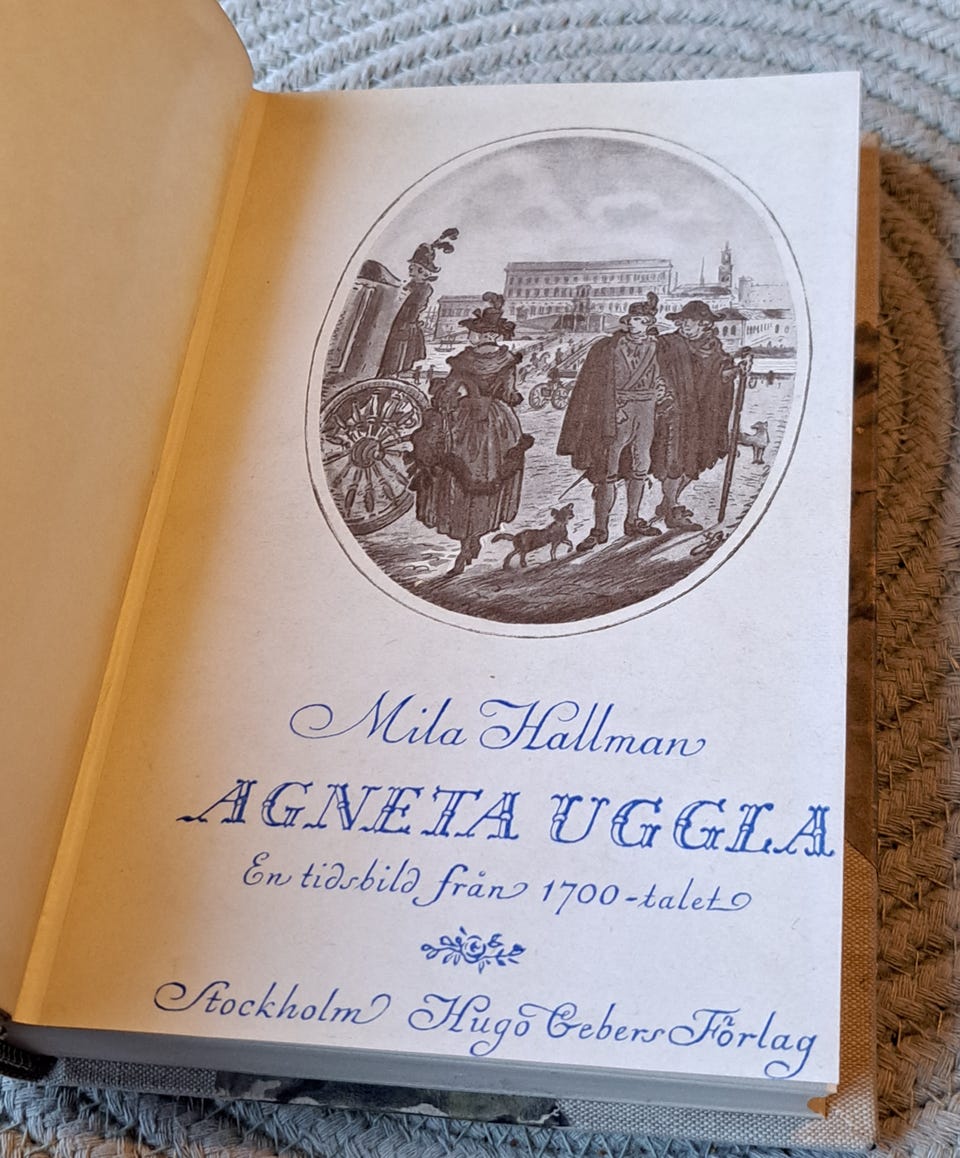 Mila Hallman
AGNETA UGGLA
En tidsbild från 1700-talet
Stockholm Hugo Gebers Förlag